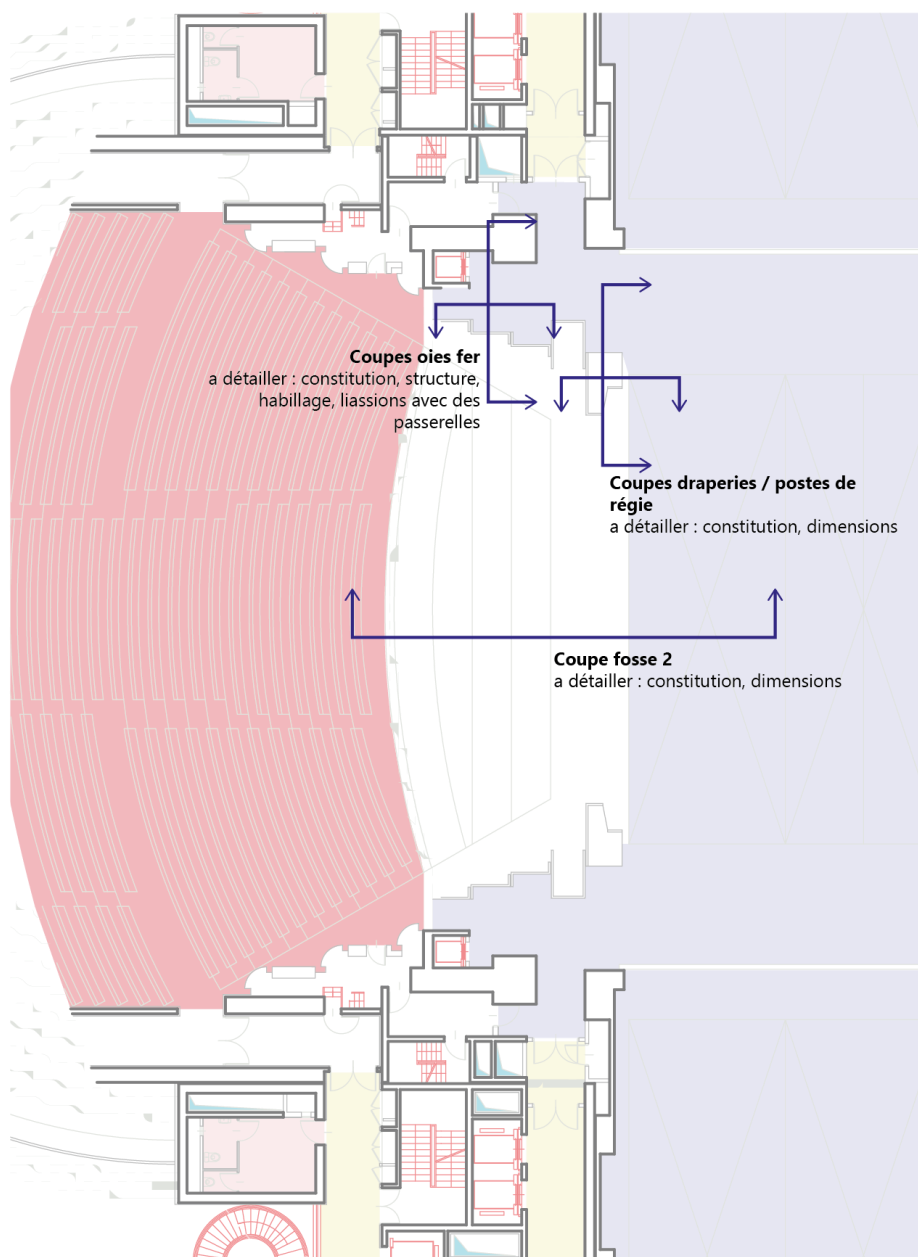 Coupes oies fer
a détailler : constitution, structure,
habillage, liassions avec des
passerelles
Coupes draperies / postes de
régie
a détailler : constitution, dimensions
Coupe fosse 2
a détailler : constitution, dimensions